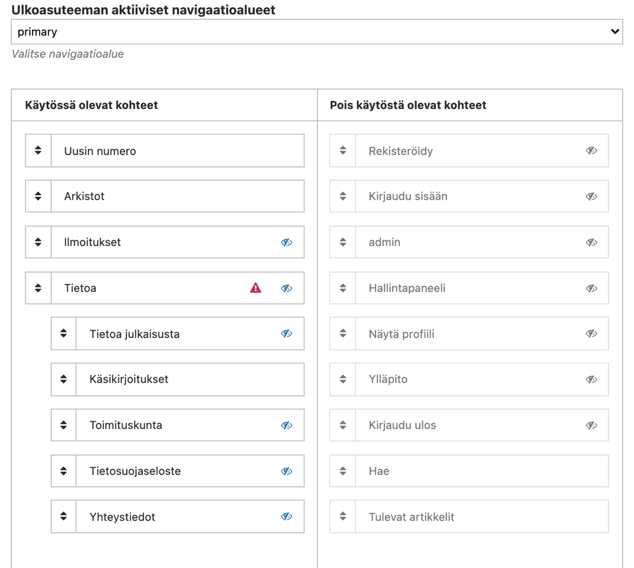 Ulkoasuteeman aktiiviset navigaatioalueet
primary
Valitse navigaatioalue
Käytössä olevat kohteet
Uusin numero
Arkistot
Ilmoitukset
Tietoa
Tietoa julkaisusta
Käsikirjoitukset
Toimituskunta
Tietosuojaseloste
Yhteystiedot
Pois käytöstä olevat kohteet
Rekisteröidy
Kirjaudu sisään
admin
Hallintapaneeli
Näytä profiili
Ylläpito
Kirjaudu ulos
Hae
Tulevat artikkelit